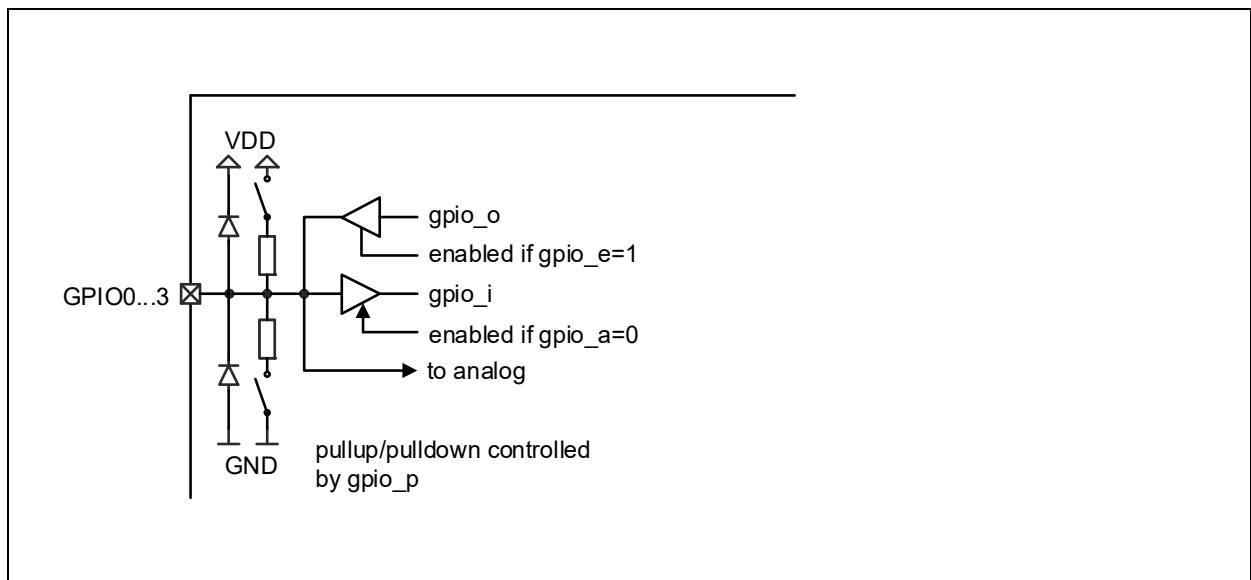 VDD
gpio_o
enabled if gpio_e=1
GPIO0...3
gpio_i
enabled if gpio_a=0
to analog
GND
pullup/pulldown controlled
by gpio_p